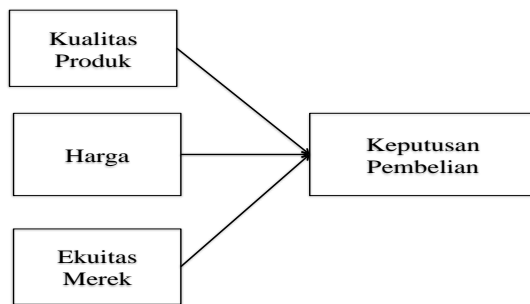 Kualitas
Produk
Harga
Keputusan
Pembelian
Ekuitas
Merek